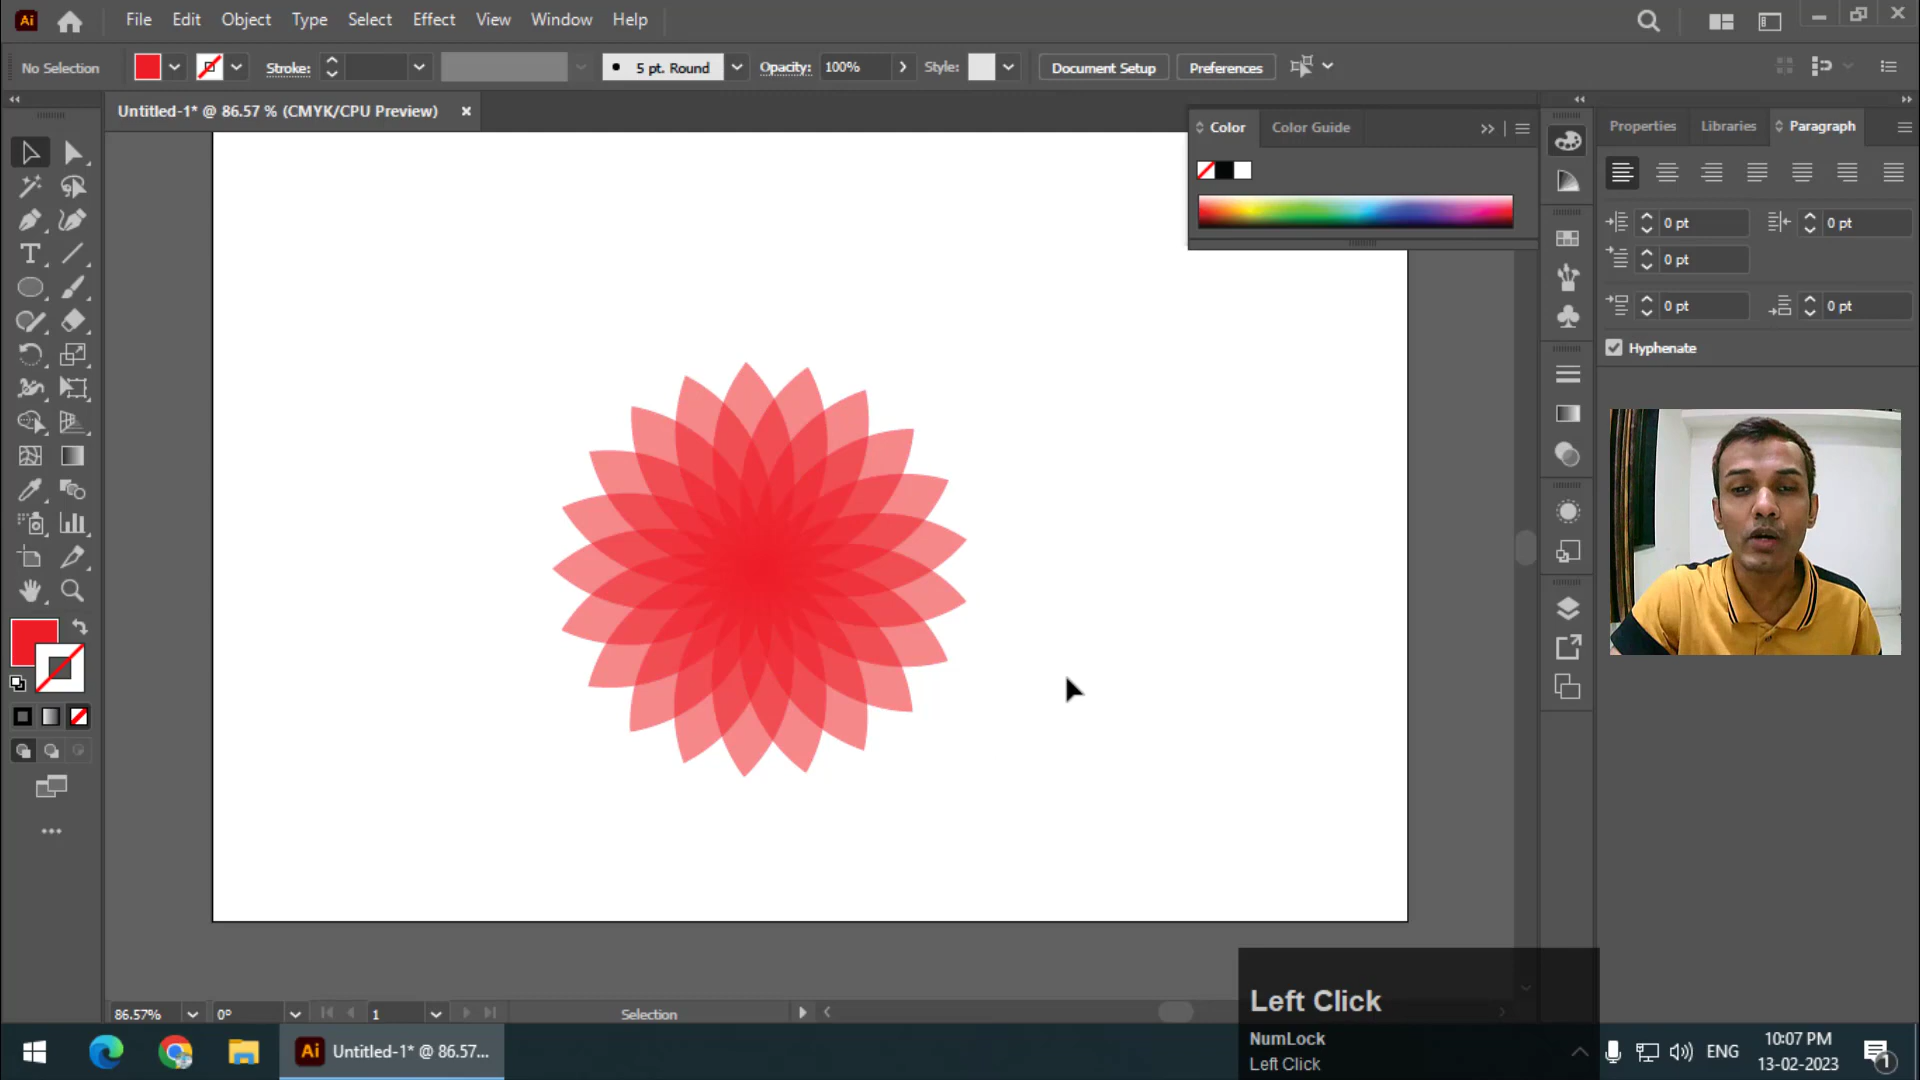 Ai File Edit Object Type Select Effect View Window Help
No Selection Stroke: 5 pt. Round Opacity: 100% Style: Document Setup Preferences
Untitled-1* @ 86.57 % (CMYK/CPU Preview) ×
Color Color Guide
Properties Libraries Paragraph
0 pt 0 pt
0 pt
0 pt 0 pt
Hyphenate
86.57% 0° 1 Selection
Left Click
NumLock
Left Click
Ai Untitled-1* @ 86.57...
ENG
10:07 PM
13-02-2023
1